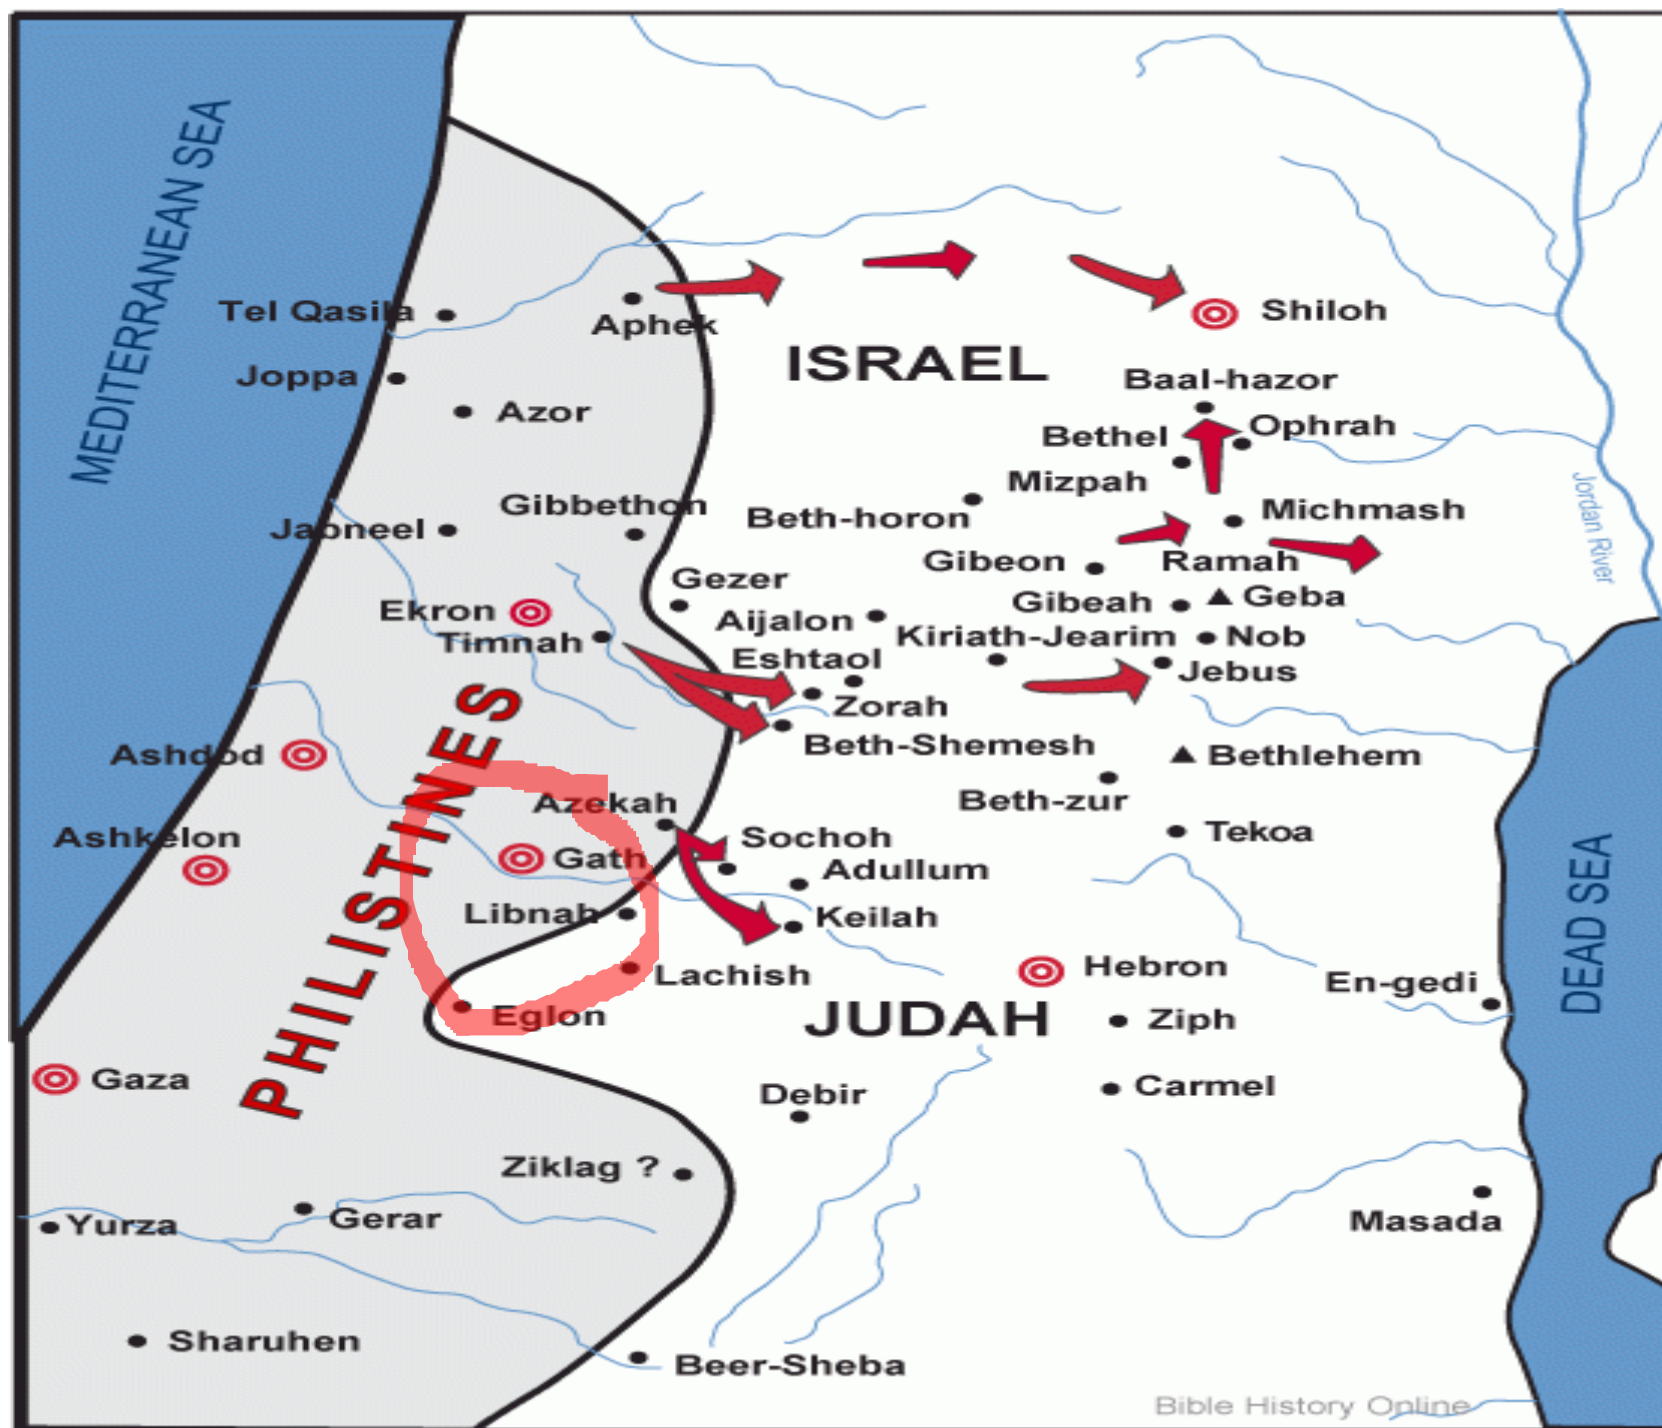 MEDITERRANEAN SEA
Tel Qasila
Aphek
Shiloh
ISRAEL
Joppa
Baal-hazor
Azor
Ophrah
Bethel
Mizpah
Gibbethon
Beth-horon
Michmash
Jabneel
Gibeon
Ramah
Jordan River
Gezer
Geba
Gibeah
Ekron
Aijalon
Kiriath-Jearim
Nob
Timnah
Eshtaol
Jebus
Zorah
Beth-Shemesh
Bethlehem
Ashdod
PHILISTINES
Azekah
Beth-zur
Ashkelon
Sochoh
Tekoa
Gath
Adullum
Libnah
Keilah
DEAD SEA
Lachish
Hebron
En-gedi
Eglon
JUDAH
Ziph
Gaza
Debir
Carmel
Ziklag ?
Yurza
Gerar
Masada
Sharuhen
Beer-Sheba
Bible History Online